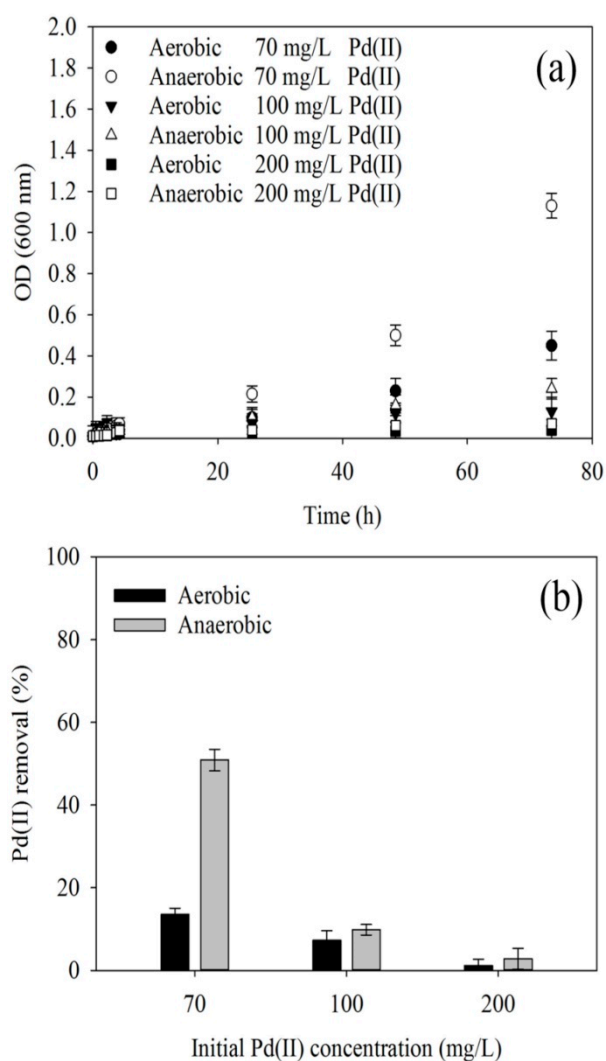 2.0
1.8
1.6
1.4
1.2
1.0
0.8
0.6
0.4
0.2
0.0
OD (600 nm)
Aerobic 70 mg/L Pd(II)
Anaerobic 70 mg/L Pd(II)
Aerobic 100 mg/L Pd(II)
Anaerobic 100 mg/L Pd(II)
Aerobic 200 mg/L Pd(II)
Anaerobic 200 mg/L Pd(II)
(a)
0 20 40 60 80
Time (h)
100
80
60
40
20
0
Pd(II) removal (%)
Aerobic
Anaerobic
(b)
70 100 200
Initial Pd(II) concentration (mg/L)